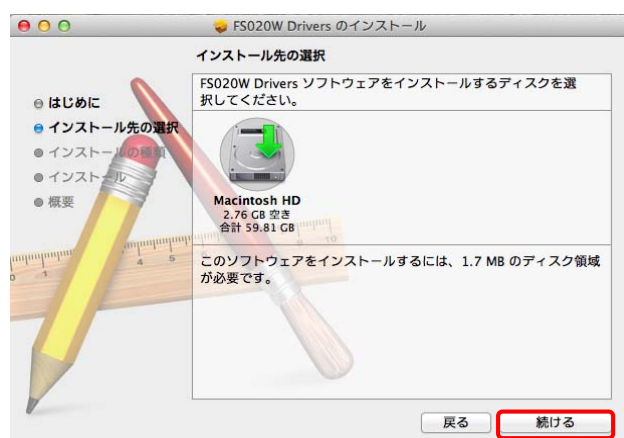 FS020W Drivers のインストール
インストール先の選択
はじめに
インストール先の選択
インストールの種類
インストール
概要
FS020W Drivers ソフトウェアをインストールするディスクを選
択してください。
Macintosh HD
2.76 GB 空き
合計 59.81 GB
このソフトウェアをインストールするには、1.7 MB のディスク領域
が必要です。
戻る
続ける